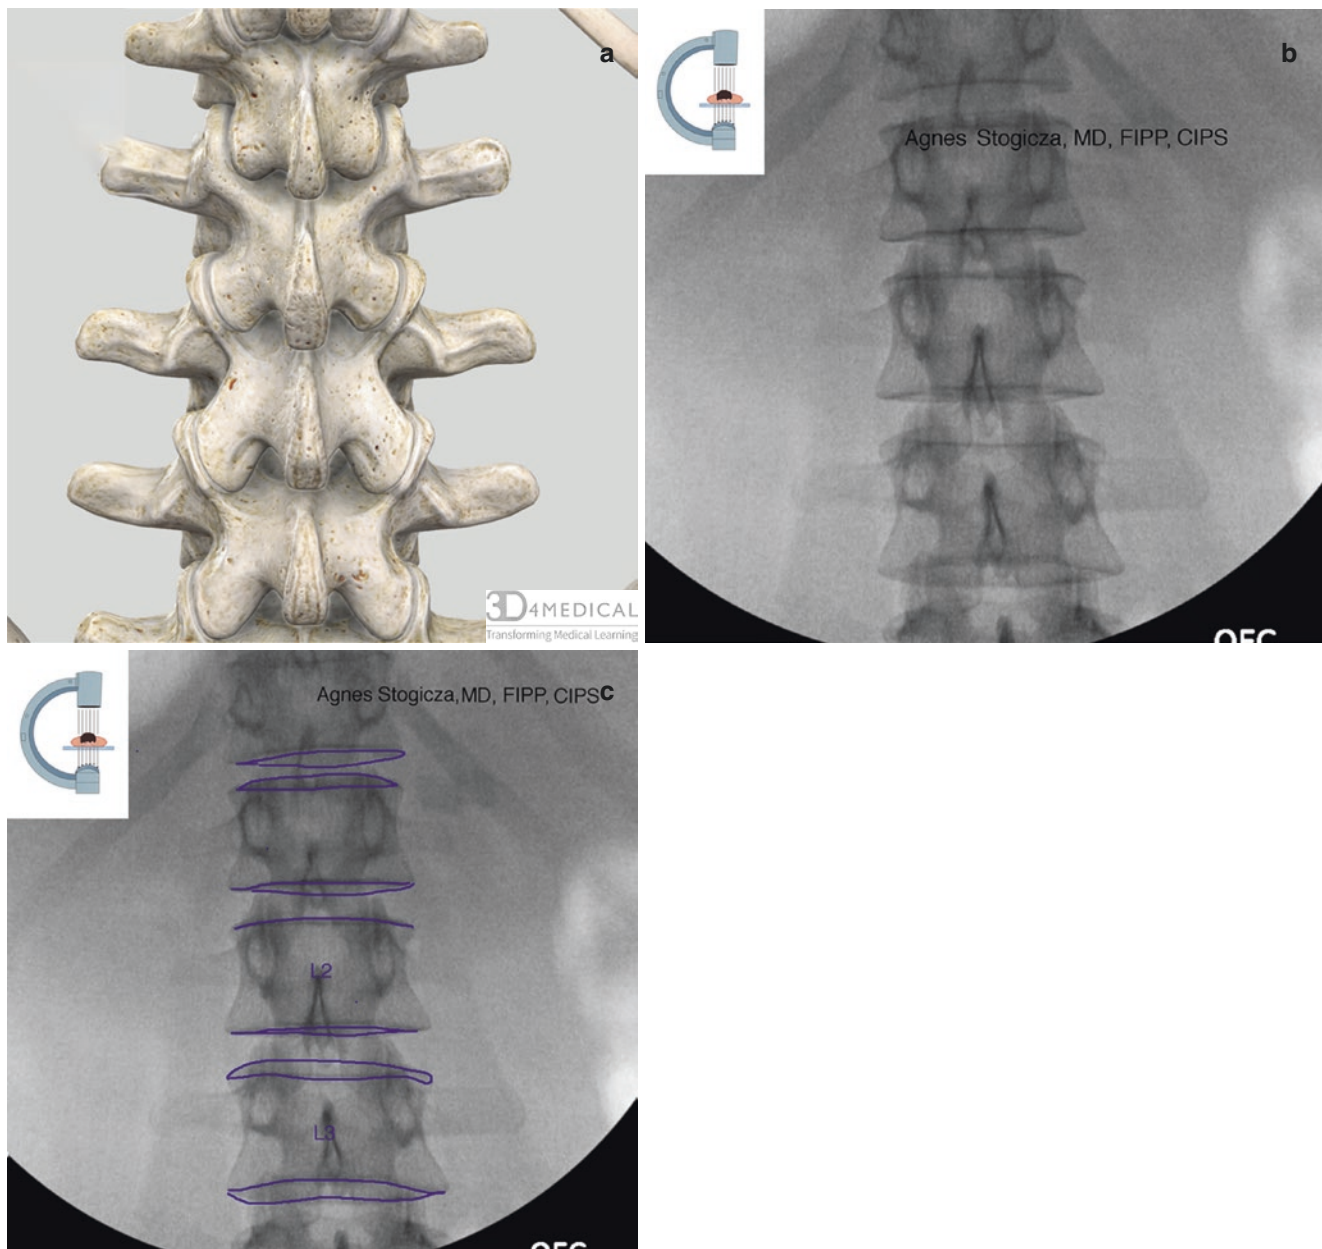 a
b
Agnes Stogicza, MD, FIPP, CIPS
3D4MEDICAL
Transforming Medical Learning
Agnes Stogicza, MD, FIPP, CIPS
c
L2
L3